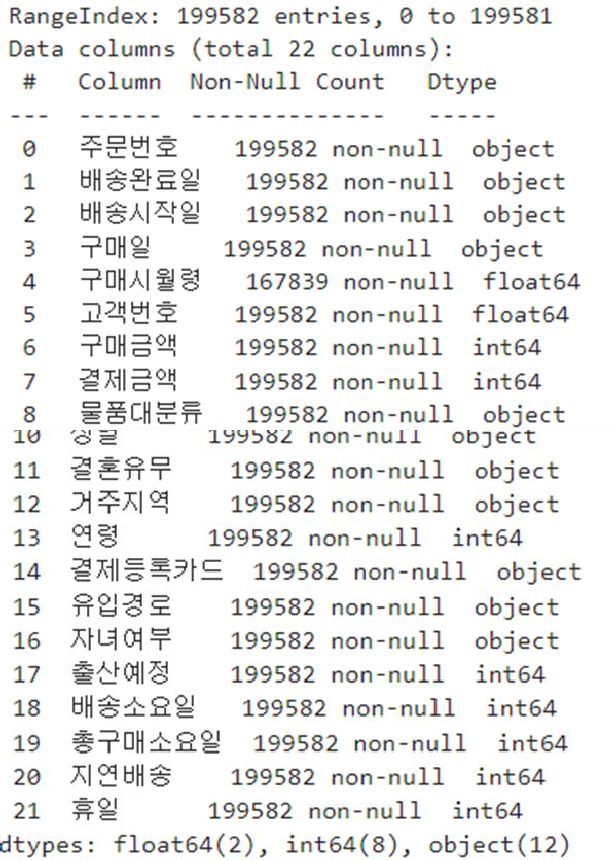 RangeIndex: 199582 entries, 0 to 199581
Data columns (total 22 columns):
# Column Non-Null Count Dtype
--- ------ -------------- -----
0 주문번호 199582 non-null object
1 배송완료일 199582 non-null object
2 배송시작일 199582 non-null object
3 구매일 199582 non-null object
4 구매시월령 167839 non-null float64
5 고객번호 199582 non-null float64
6 구매금액 199582 non-null int64
7 결제금액 199582 non-null int64
8 물품대분류 199582 non-null object
10 199582 non-null object
11 결혼유무 199582 non-null object
12 거주지역 199582 non-null object
13 연령 199582 non-null int64
14 결제등록카드 199582 non-null object
15 유입경로 199582 non-null object
16 자녀여부 199582 non-null object
17 출산예정 199582 non-null int64
18 배송소요일 199582 non-null int64
19 총구매소요일 199582 non-null int64
20 지연배송 199582 non-null int64
21 휴일 199582 non-null int64
dtypes: float64(2), int64(8), object(12)